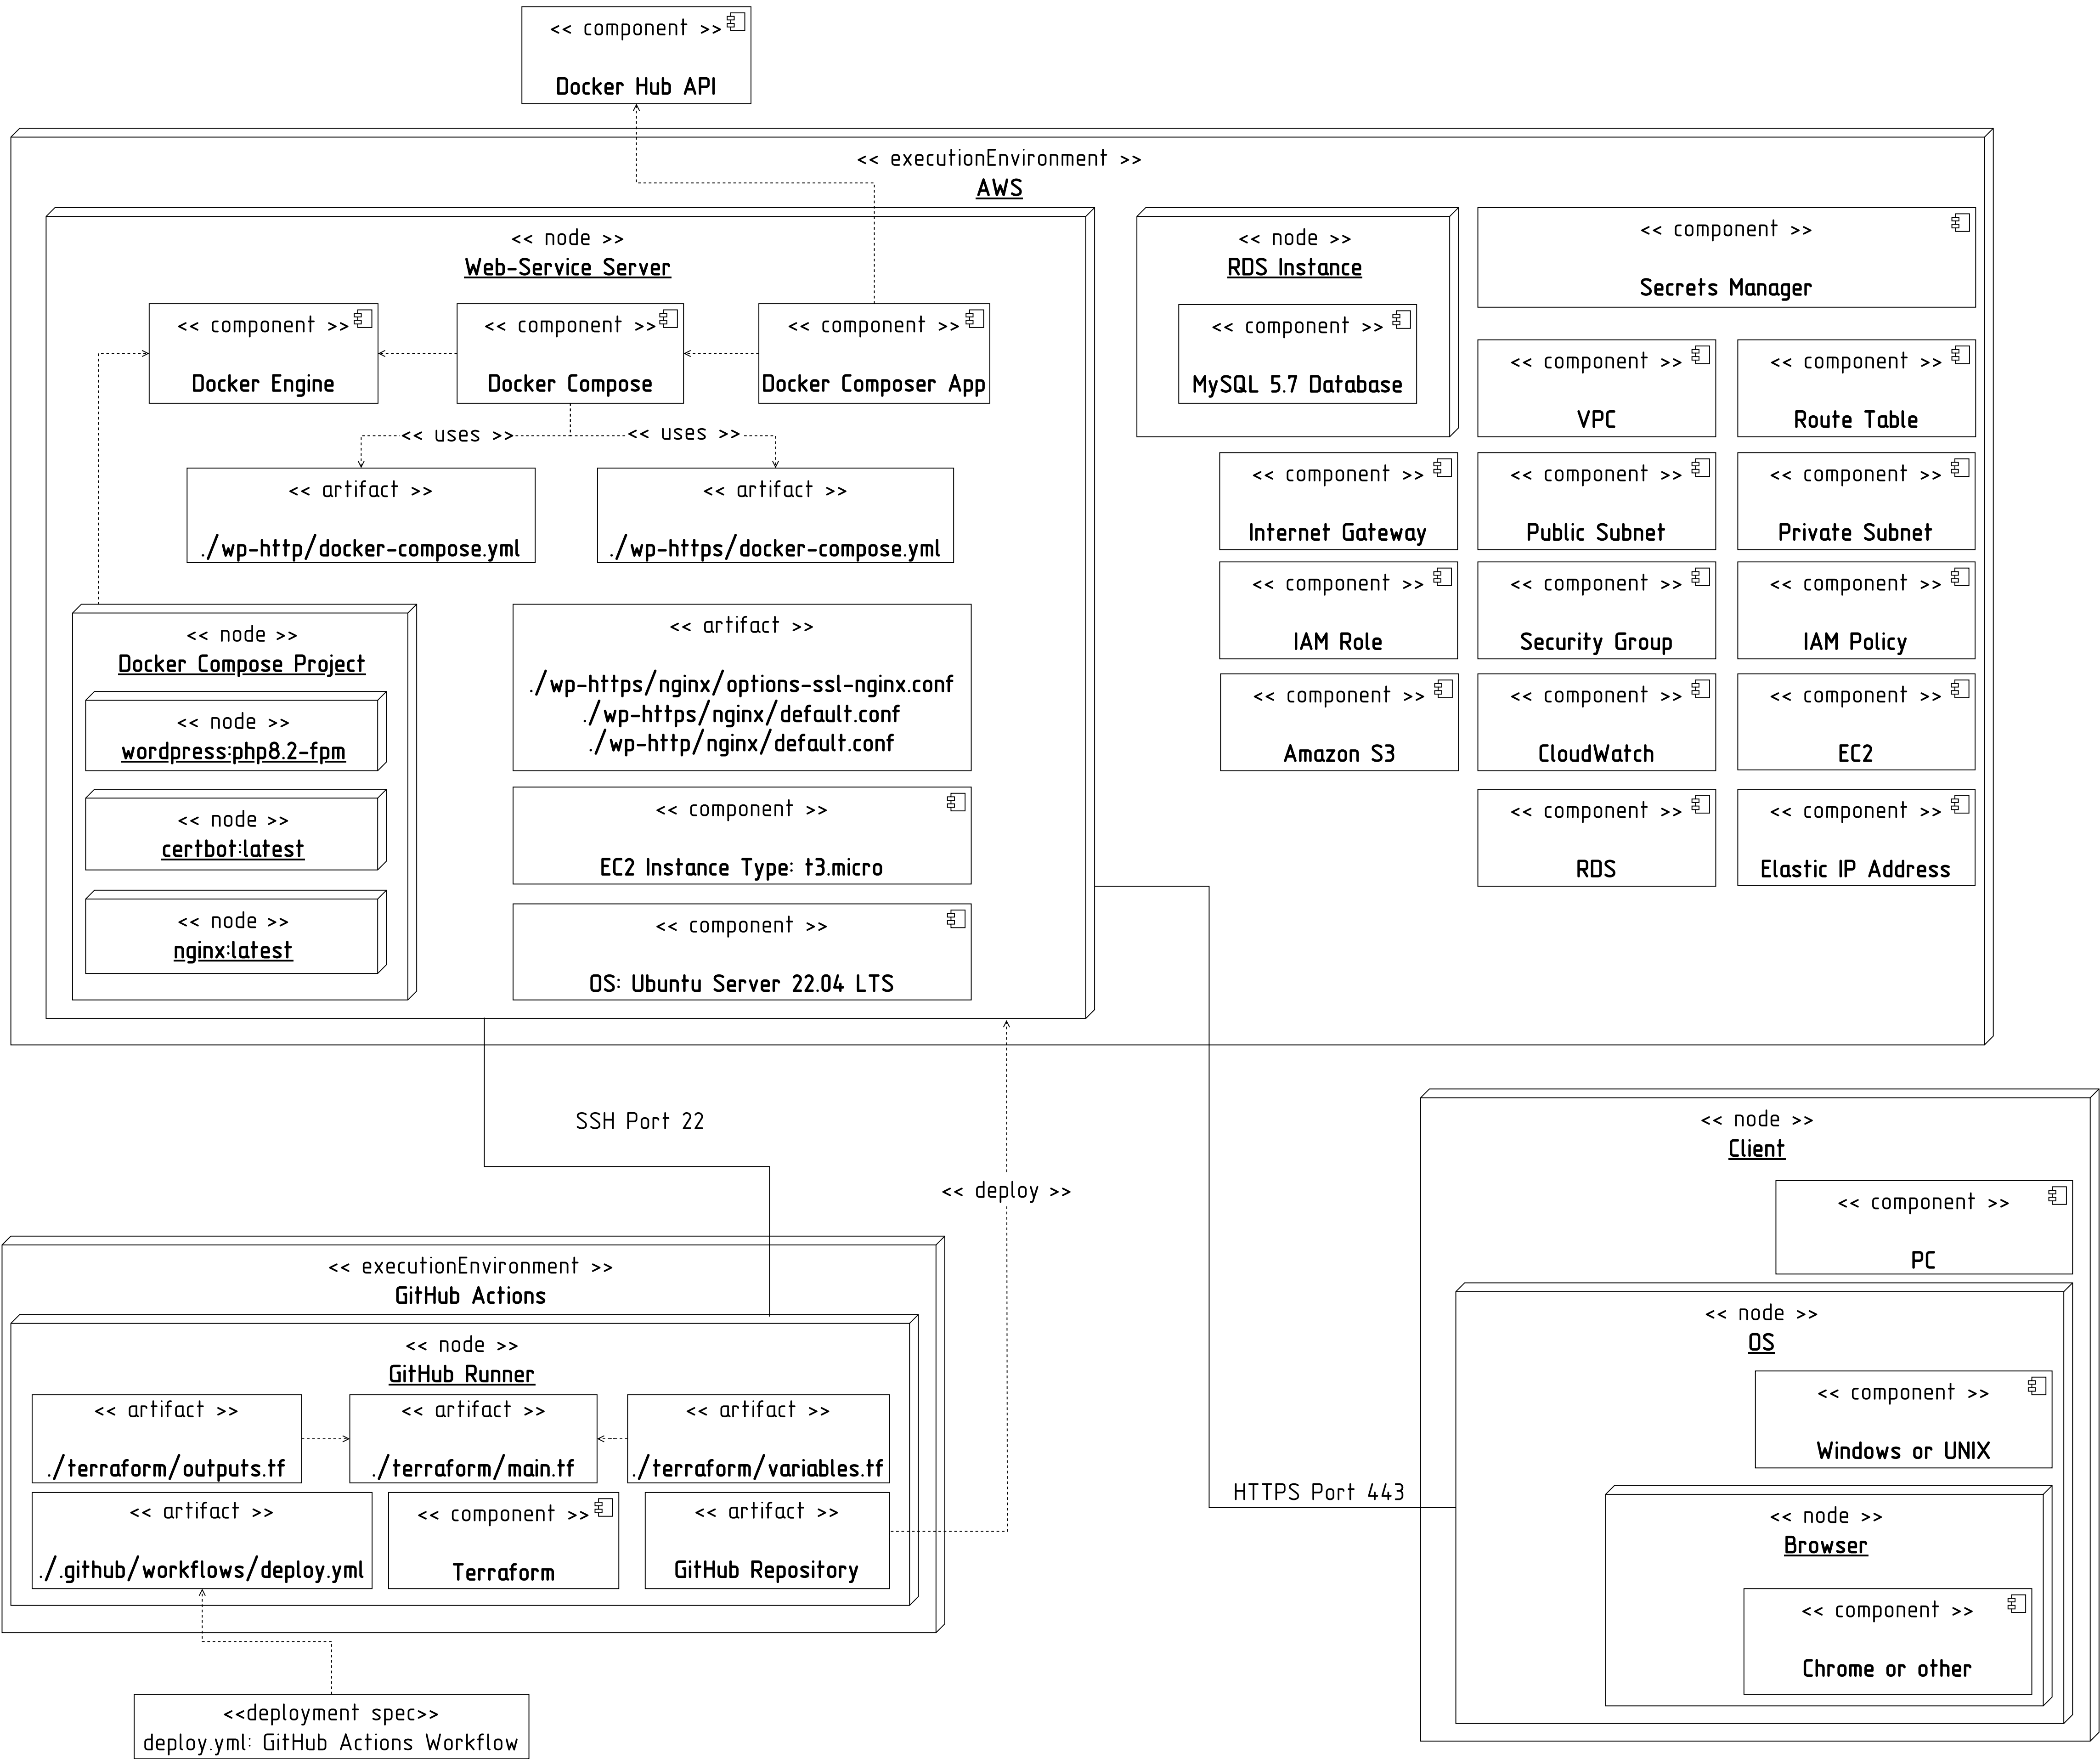 << component >>
Docker Hub API
<< executionEnvironment >>
AWS
<< node >>
Web-Service Server
<< component >>
Docker Engine
<< component >>
Docker Compose
<< component >>
Docker Composer App
<< uses >>
<< uses >>
<< artifact >>
./wp-http/docker-compose.yml
<< artifact >>
./wp-https/docker-compose.yml
<< node >>
Docker Compose Project
<< node >>
wordpress:php8.2-fpm
<< node >>
certbot:latest
<< node >>
nginx:latest
<< artifact >>
./wp-https/nginx/options-ssl-nginx.conf
./wp-https/nginx/default.conf
./wp-http/nginx/default.conf
<< component >>
EC2 Instance Type: t3.micro
<< component >>
OS: Ubuntu Server 22.04 LTS
<< node >>
RDS Instance
<< component >>
MySQL 5.7 Database
<< component >>
Secrets Manager
<< component >>
VPC
<< component >>
Route Table
<< component >>
Internet Gateway
<< component >>
Public Subnet
<< component >>
Private Subnet
<< component >>
IAM Role
<< component >>
Security Group
<< component >>
IAM Policy
<< component >>
Amazon S3
<< component >>
CloudWatch
<< component >>
EC2
<< component >>
RDS
<< component >>
Elastic IP Address
SSH Port 22
<< deploy >>
HTTPS Port 443
<< executionEnvironment >>
GitHub Actions
<< node >>
GitHub Runner
<< artifact >>
./terraform/outputs.tf
<< artifact >>
./terraform/main.tf
<< artifact >>
./terraform/variables.tf
<< artifact >>
./.github/workflows/deploy.yml
<< component >>
Terraform
<< artifact >>
GitHub Repository
<<deployment spec>>
deploy.yml: GitHub Actions Workflow
<< node >>
Client
<< component >>
PC
<< node >>
OS
<< component >>
Windows or UNIX
<< node >>
Browser
<< component >>
Chrome or other